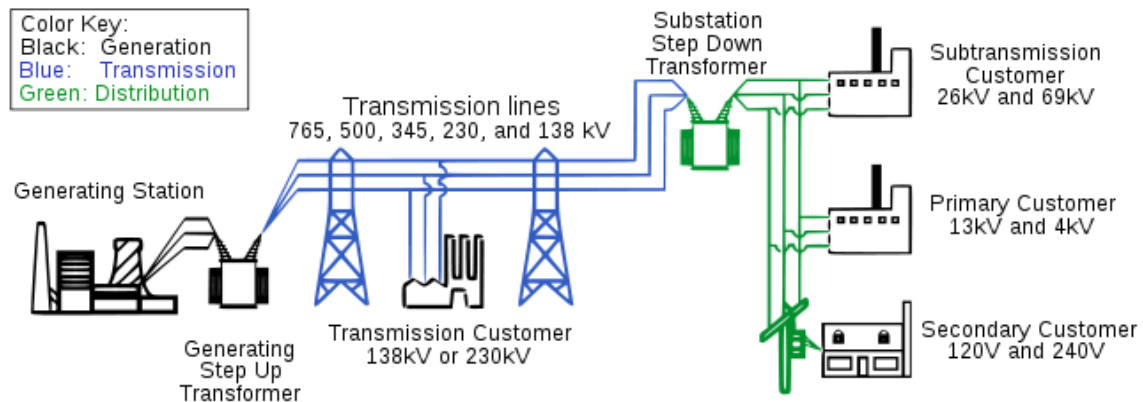 Color Key:
Black: Generation
Blue: Transmission
Green: Distribution
Substation
Step Down
Transformer
Subtransmission
Customer
26kV and 69kV
Transmission lines
765, 500, 345, 230, and 138 kV
Generating Station
Primary Customer
13kV and 4kV
Transmission Customer
138kV or 230kV
Generating
Step Up
Transformer
Secondary Customer
120V and 240V